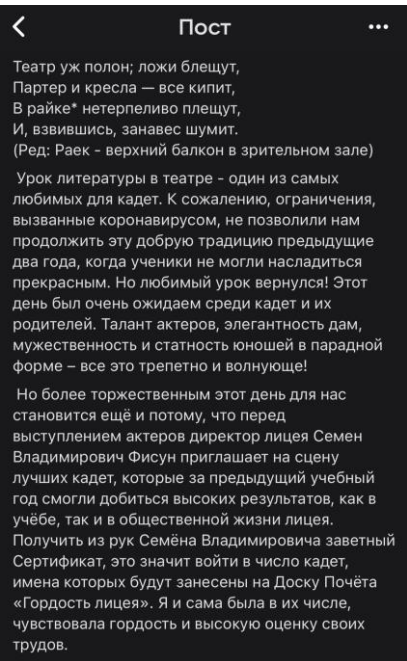 Пост
Театр уж полон; ложи блещут,
Партер и кресла — все кипит,
В райке* нетерпеливо плещут,
И, взвившись, занавес шумит.
(Ред: Раек - верхний балкон в зрительном зале)
Урок литературы в театре - один из самых
любимых для кадет. К сожалению, ограничения,
вызванные коронавирусом, не позволили нам
продолжить эту добрую традицию предыдущие
два года, когда ученики не могли насладиться
прекрасным. Но любимый урок вернулся! Этот
день был очень ожидаем среди кадет и их
родителей. Талант актеров, элегантность дам,
мужественность и статность юношей в парадной
форме – все это трепетно и волнующе!
Но более торжественным этот день для нас
становится ещё и потому, что перед
выступлением актеров директор лицея Семен
Владимирович Фисун приглашает на сцену
лучших кадет, которые за предыдущий учебный
год смогли добиться высоких результатов, как в
учёбе, так и в общественной жизни лицея.
Получить из рук Семёна Владимировича заветный
Сертификат, это значит войти в число кадет,
имена которых будут занесены на Доску Почёта
«Гордость лицея». Я и сама была в их числе,
чувствовала гордость и высокую оценку своих
трудов.